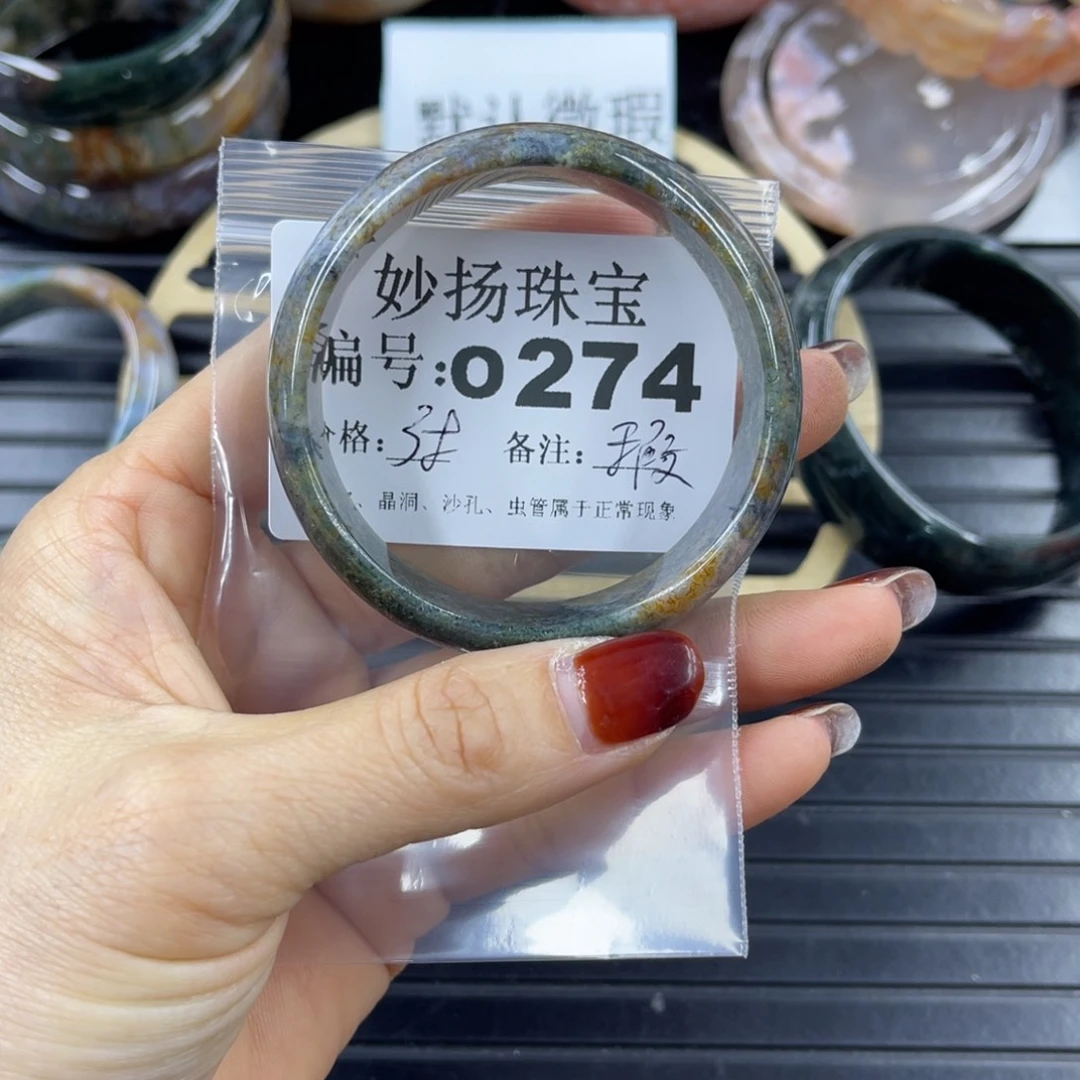 默认微瑕
妙扬珠宝
编号:0274
格: 备注:
、晶洞、沙孔、虫管属于正常现象